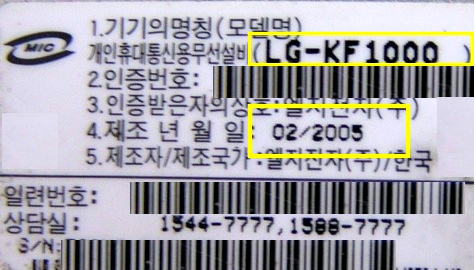 MIC
1.기기의명칭(모델명)
개인휴대통신용무선설비(LG-KF1000 )
2.인증번호:
3.인증받은자의상호:엘지전자(주)
4.제조 년 월 일: 02/2005
5.제조자/제조국가:엘지전자(주)/한국
일련번호:
상담실: 1544-7777,1588-7777
S/N: